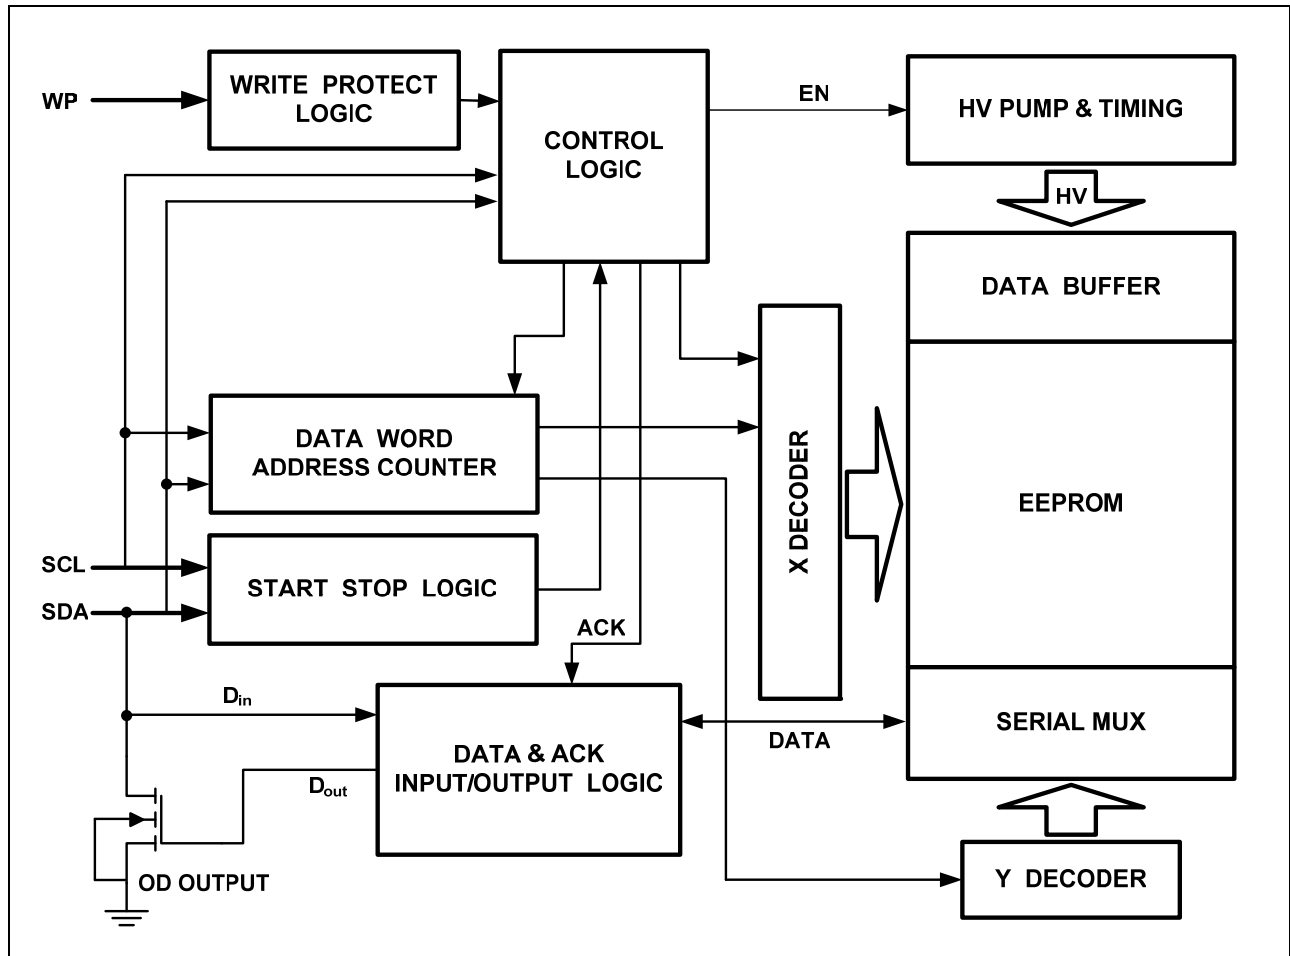 WP
WRITE PROTECT
LOGIC
CONTROL
LOGIC
EN
HV PUMP & TIMING
HV
DATA BUFFER
EEPROM
SERIAL MUX
X DECODER
DATA WORD
ADDRESS COUNTER
SCL
SDA
START STOP LOGIC
ACK
Din
DATA & ACK
INPUT/OUTPUT LOGIC
DATA
Dout
OD OUTPUT
Y DECODER